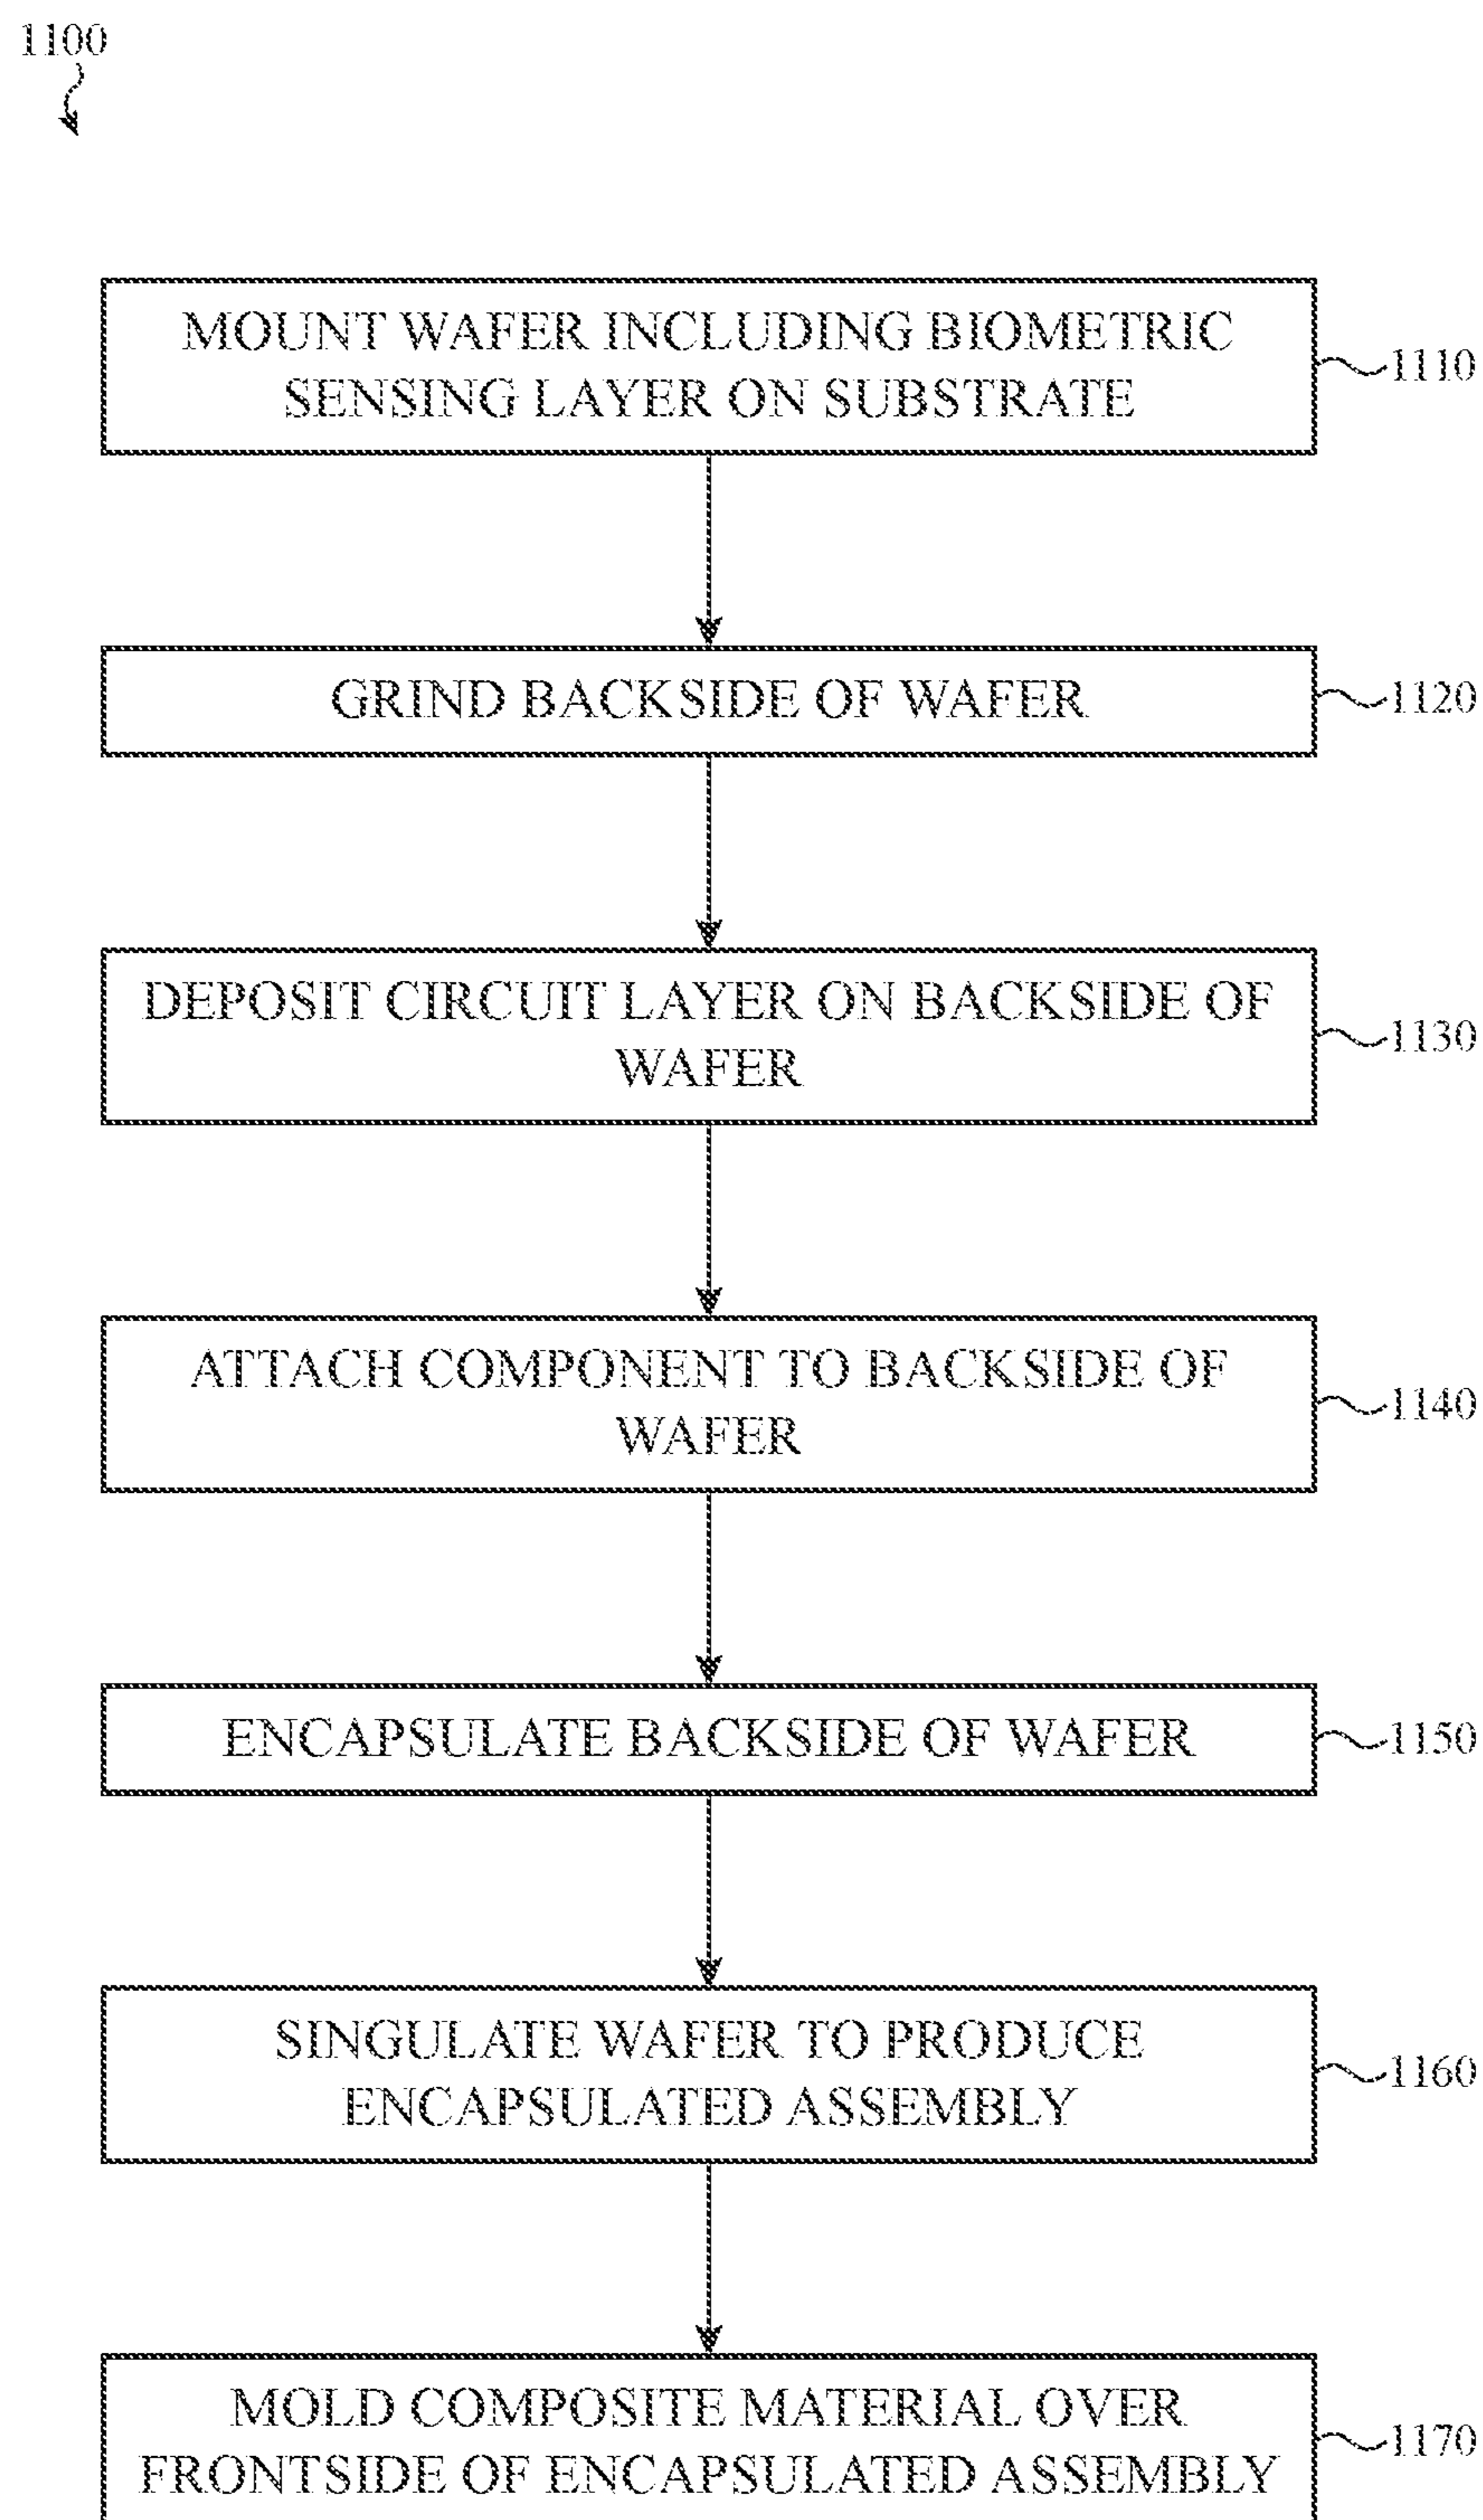 1100
MOUNT WAFER INCLUDING BIOMETRIC
SENSING LAYER ON SUBSTRATE
1110
GRIND BACKSIDE OF WAFER
1120
DEPOSIT CIRCUIT LAYER ON BACKSIDE OF
WAFER
1130
ATTACH COMPONENT TO BACKSIDE OF
WAFER
1140
ENCAPSULATE BACKSIDE OF WAFER
1150
SINGULATE WAFER TO PRODUCE
ENCAPSULATED ASSEMBLY
1160
MOLD COMPOSITE MATERIAL OVER
FRONTSIDE OF ENCAPSULATED ASSEMBLY
1170